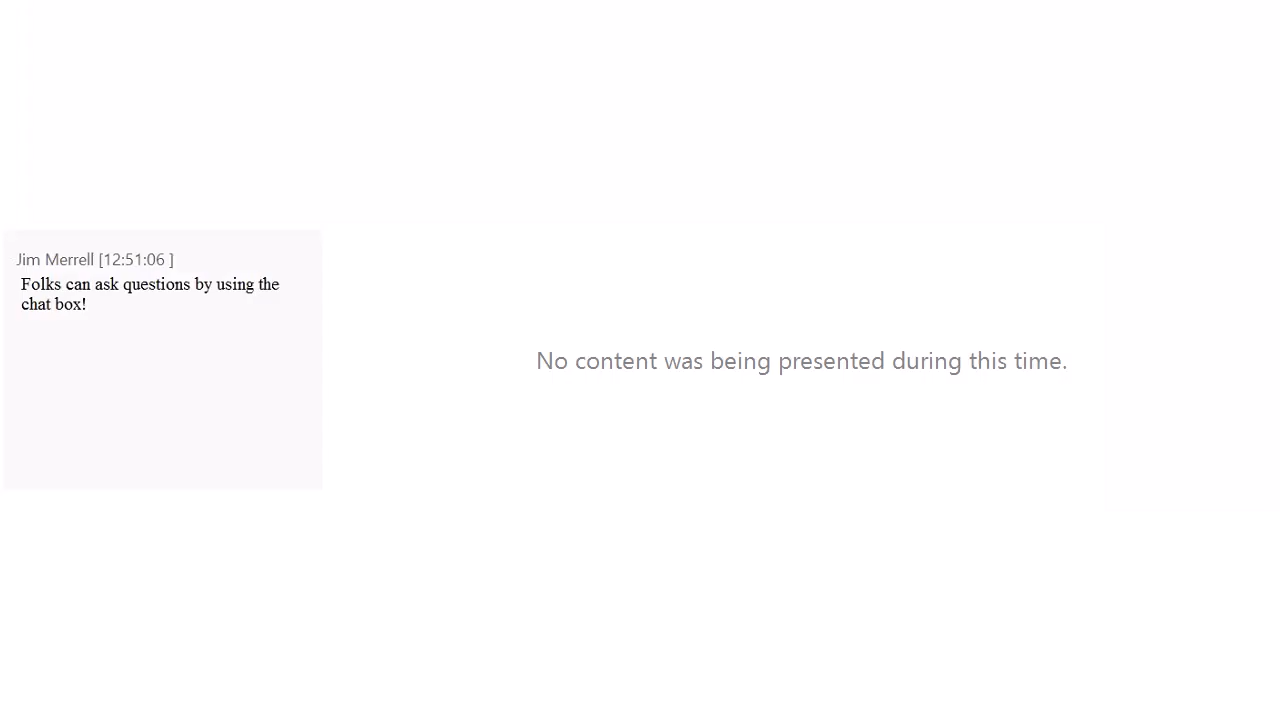 Jim Merrell [12:51:06 ]
Folks can ask questions by using the
chat box!
No content was being presented during this time.